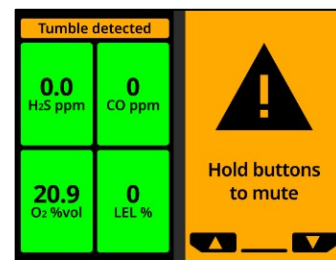 Tumble detected
0.0
H₂S ppm
0
CO ppm
20.9
O₂ %vol
0
LEL %
!
Hold buttons
to mute